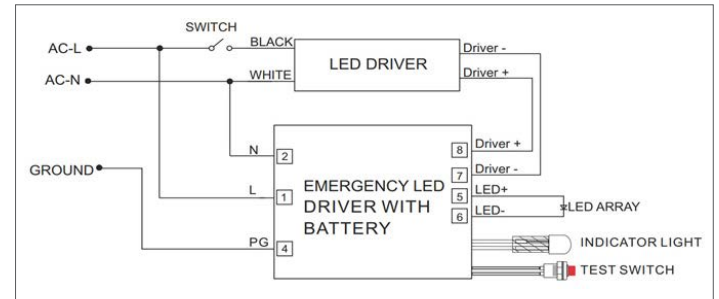 SWITCH
AC-L
BLACK
LED DRIVER
Driver -
AC-N
WHITE
Driver +
N
2
8
Driver +
GROUND
7
Driver -
L
1
EMERGENCY LED
DRIVER WITH
BATTERY
5
LED+
6
LED-
LED ARRAY
PG
4
INDICATOR LIGHT
TEST SWITCH